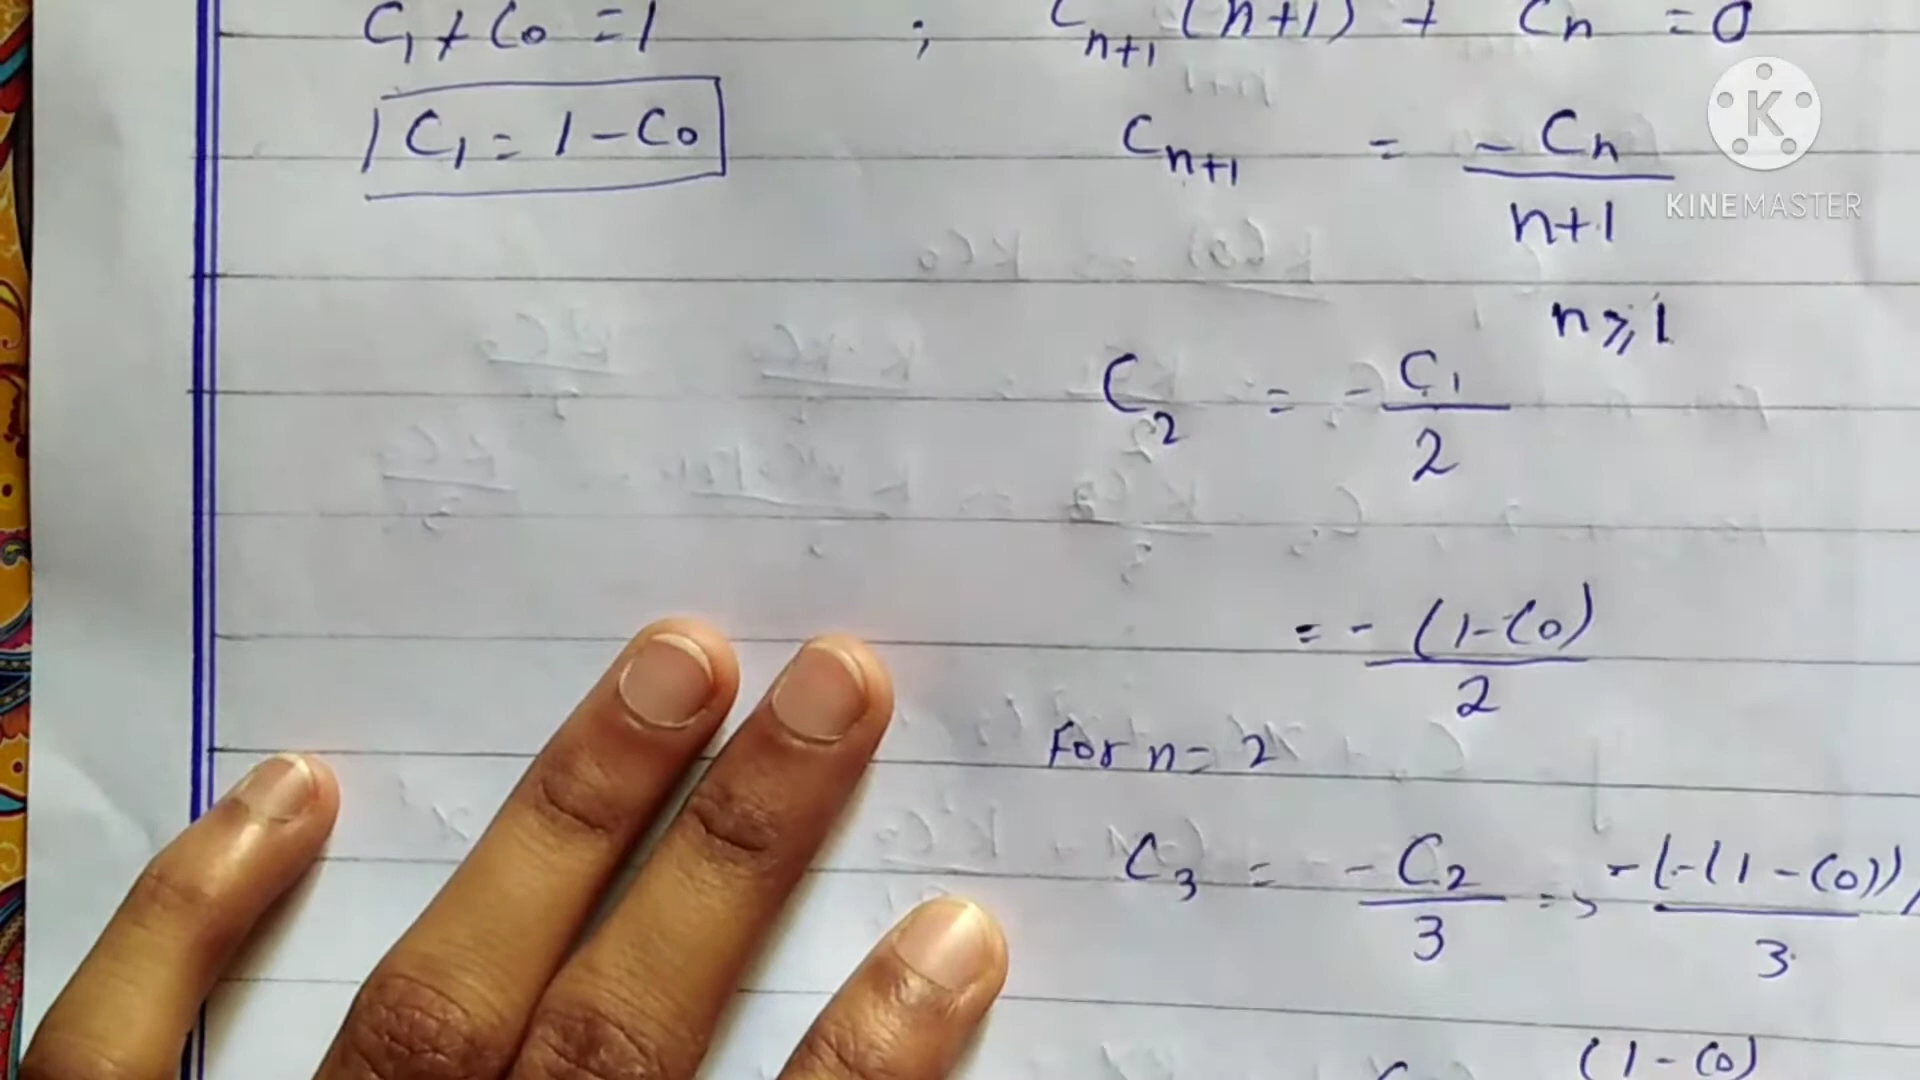 C₁ + C₀ = 1 ; Cₙ₊₁ (n+1) + Cₙ = 0
C₁ = 1 - C₀
Cₙ₊₁ = -Cₙ / n+1
n ≥ 1
KINEMASTER
C₂ = -C₁ / 2
= -(1-C₀) / 2
For n = 2
C₃ = -C₂ / 3 => -(-(1-C₀)) / 3
(1-C₀)